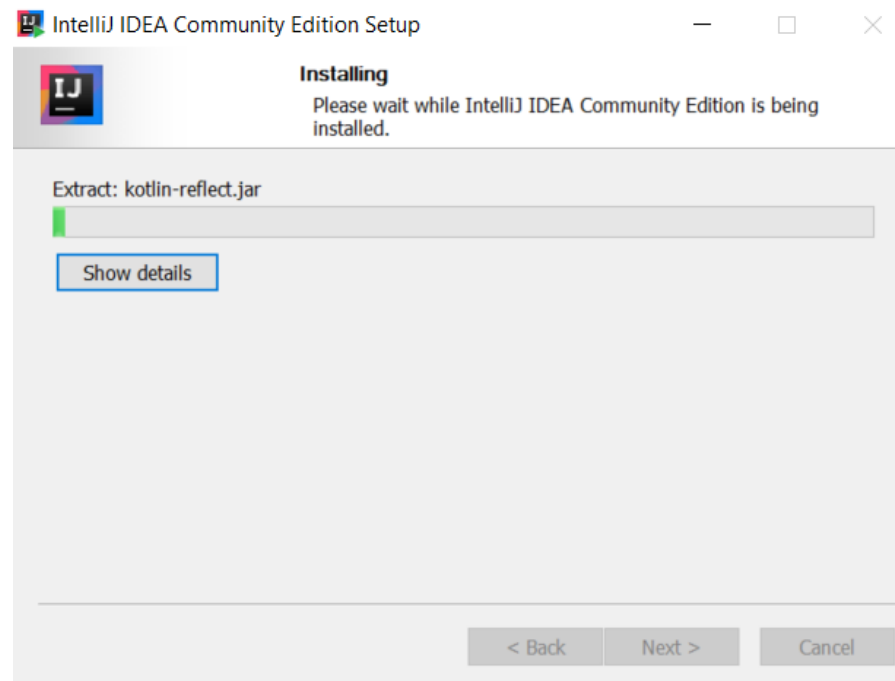 IntelliJ IDEA Community Edition Setup
IJ
Installing
Please wait while IntelliJ IDEA Community Edition is being
installed.
Extract: kotlin-reflect.jar
Show details
< Back
Next >
Cancel